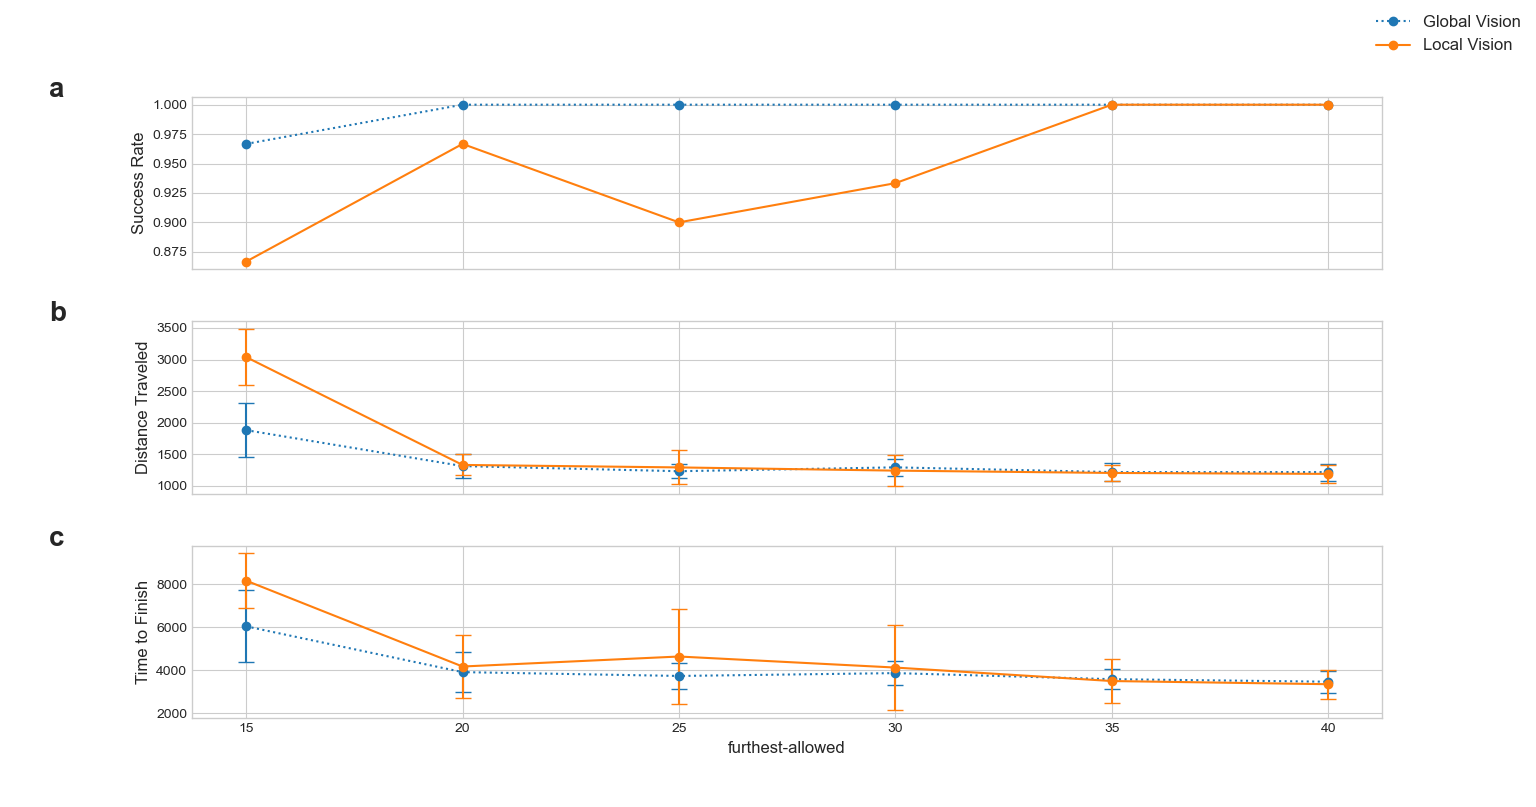 Global Vision
Local Vision
a
1.000
0.975
0.950
0.925
0.900
0.875
Success Rate
b
3500
3000
2500
2000
1500
1000
Distance Traveled
c
8000
6000
4000
2000
Time to Finish
15 20 25 30 35 40
furthest-allowed